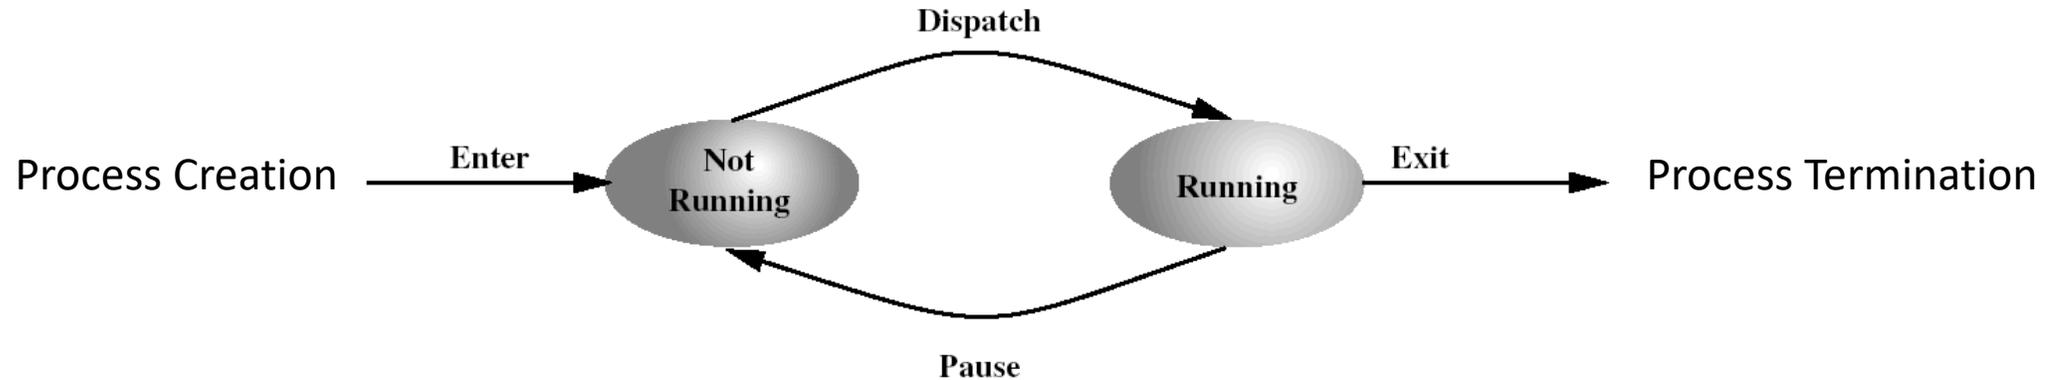 Dispatch
Process Creation
Enter
Not
Running
Running
Exit
Process Termination
Pause